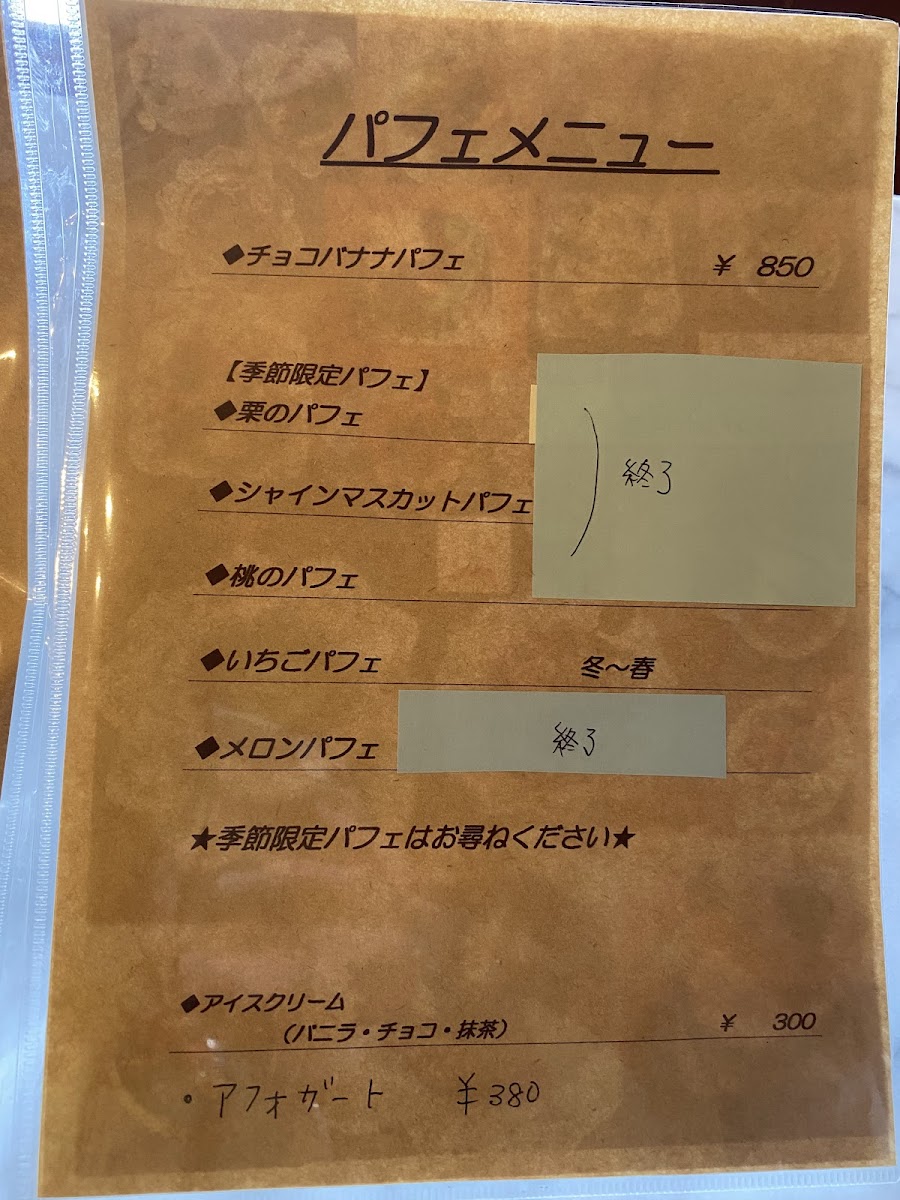 パフェメニュー
◆チョコバナナパフェ ¥ 850
【季節限定パフェ】
◆栗のパフェ
◆シャインマスカットパフェ
終了
◆桃のパフェ
◆いちごパフェ 冬～春
◆メロンパフェ 終了
★季節限定パフェはお尋ねください★
◆アイスクリーム
(バニラ・チョコ・抹茶) ¥ 300
・アフォガート ¥380